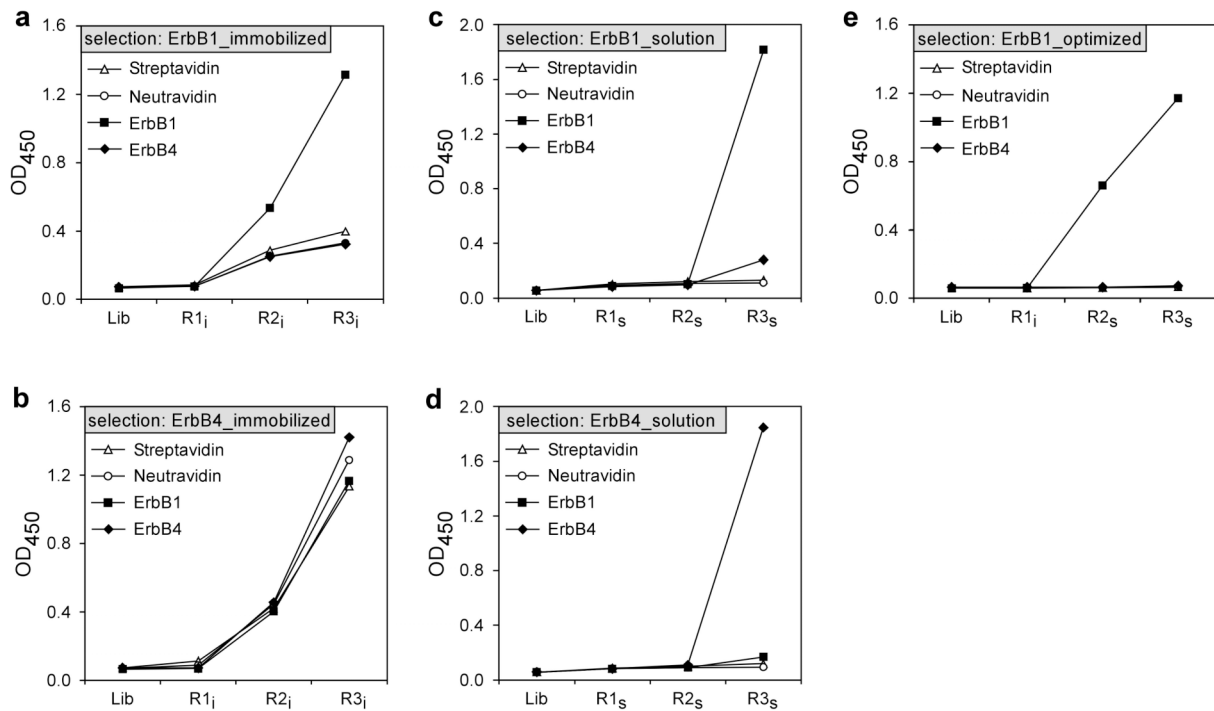 a
1.6
selection: ErbB1_immobilized
Streptavidin
Neutravidin
ErbB1
ErbB4
1.2
0.8
0.4
0.0
OD450
Lib
R1i
R2i
R3i
c
2.0
selection: ErbB1_solution
Streptavidin
Neutravidin
ErbB1
ErbB4
1.6
1.2
0.8
0.4
0.0
OD450
Lib
R1s
R2s
R3s
e
1.6
selection: ErbB1_optimized
Streptavidin
Neutravidin
ErbB1
ErbB4
1.2
0.8
0.4
0.0
OD450
Lib
R1i
R2s
R3s
b
1.6
selection: ErbB4_immobilized
Streptavidin
Neutravidin
ErbB1
ErbB4
1.2
0.8
0.4
0.0
OD450
Lib
R1i
R2i
R3i
d
2.0
selection: ErbB4_solution
Streptavidin
Neutravidin
ErbB1
ErbB4
1.6
1.2
0.8
0.4
0.0
OD450
Lib
R1s
R2s
R3s